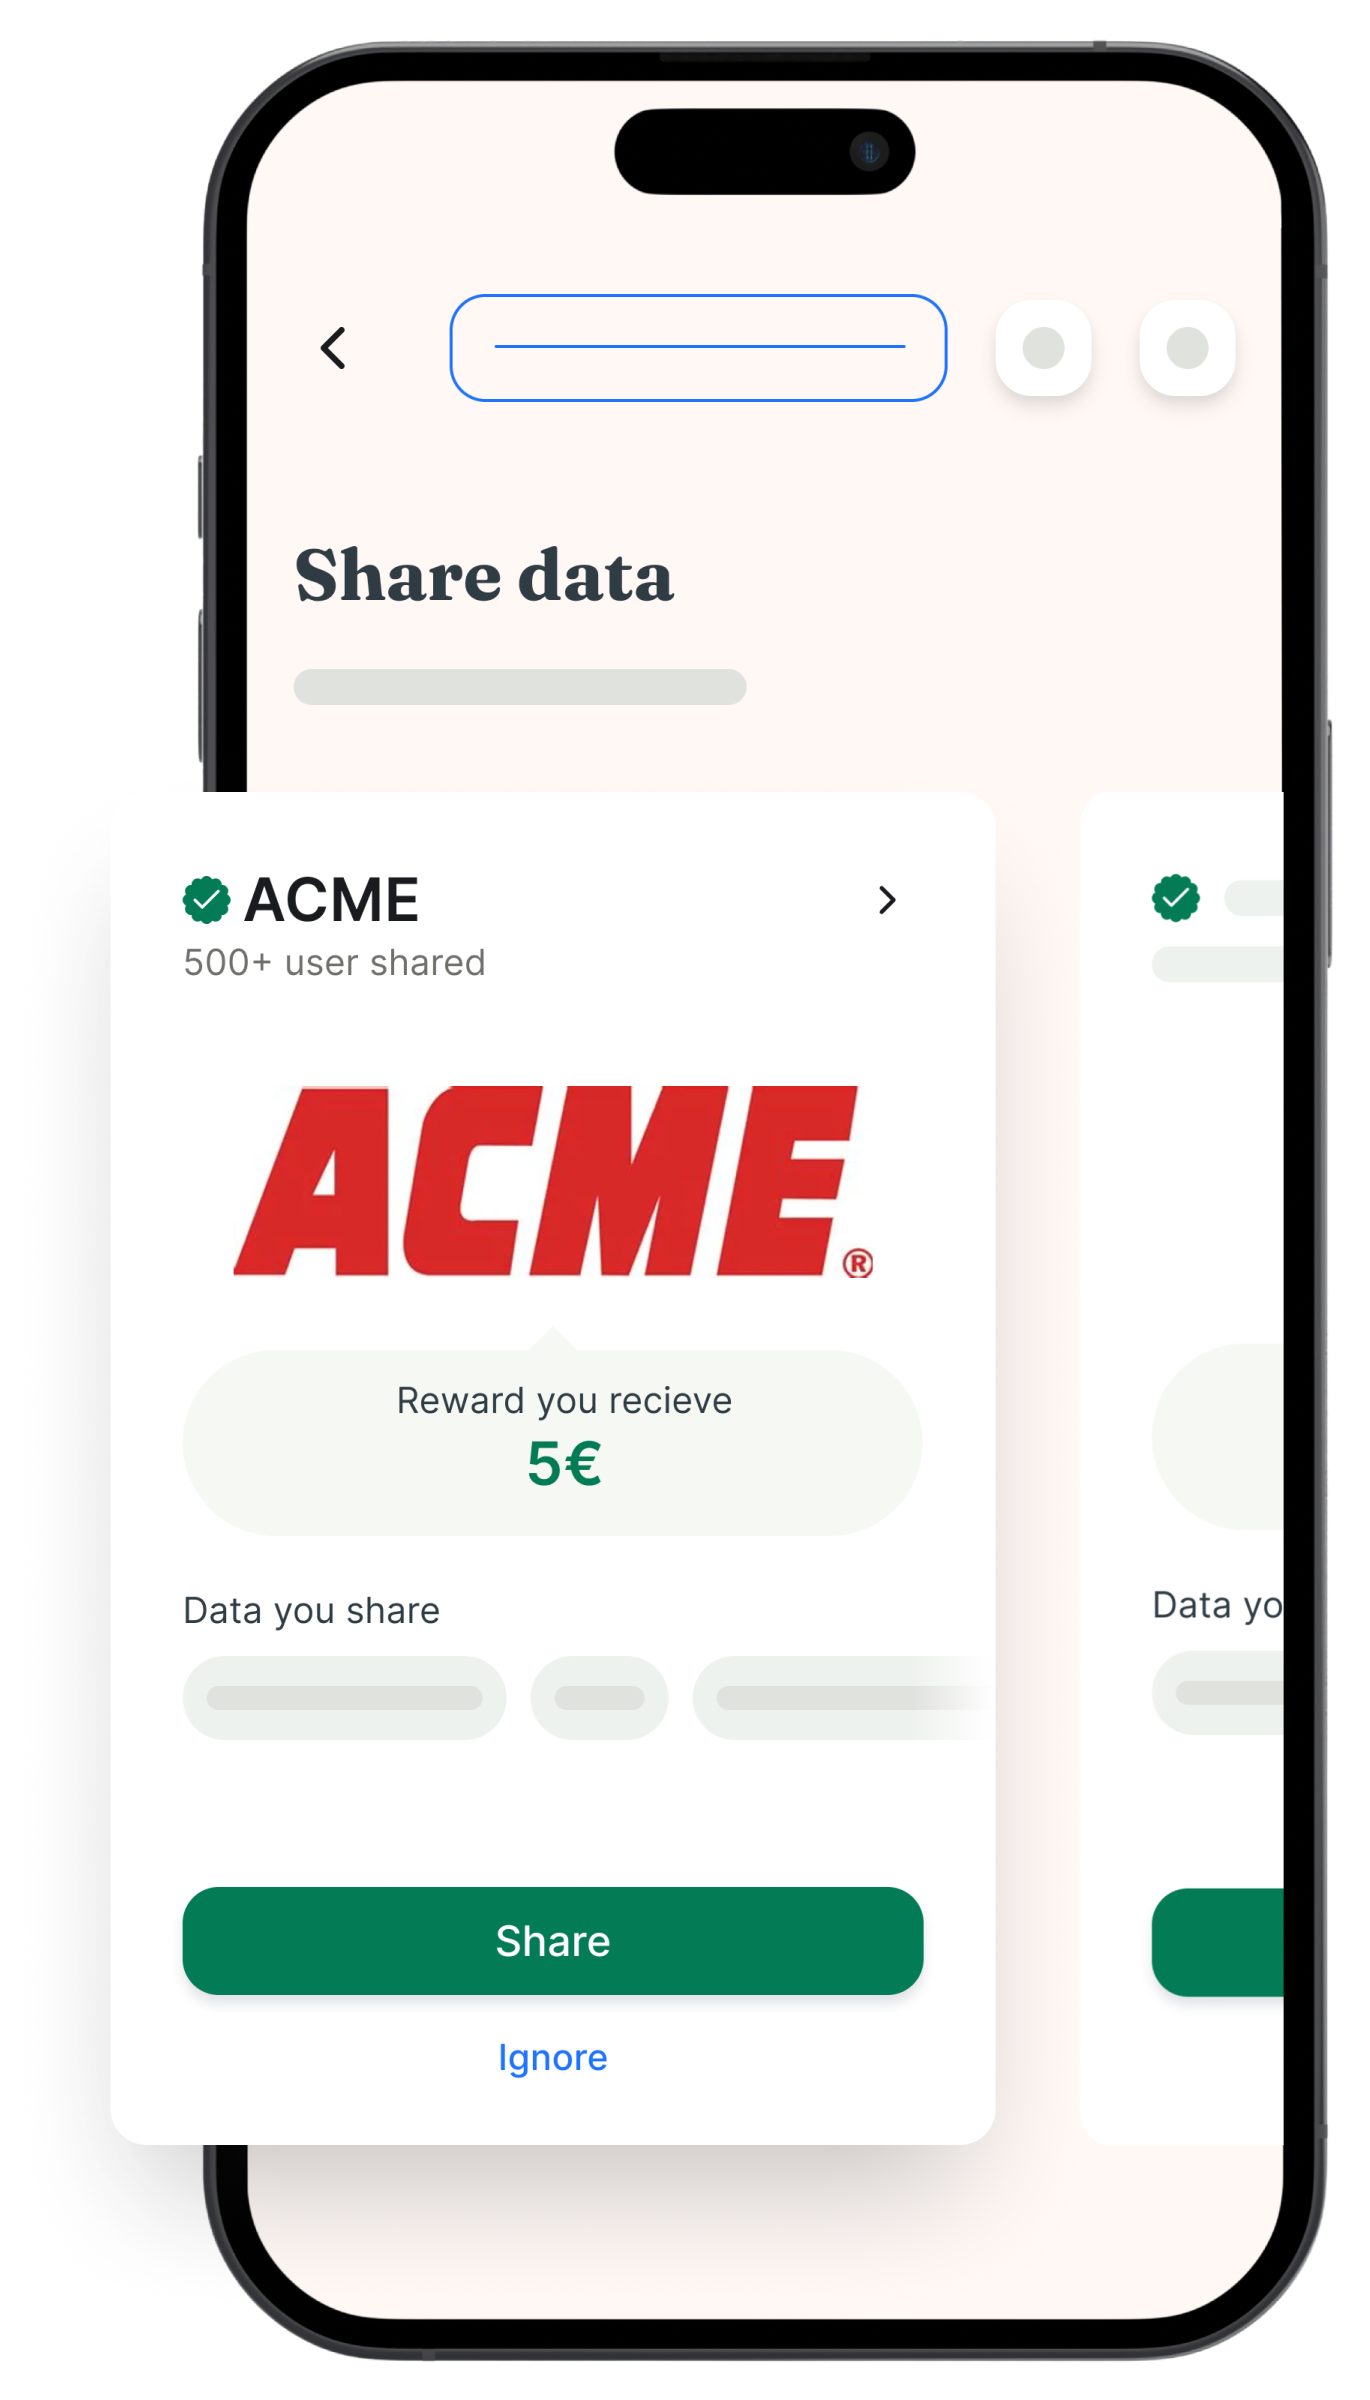 Share data
ACME
500+ user shared
ACME®
Reward you recieve
5€
Data you share
Share
Ignore
Data yo